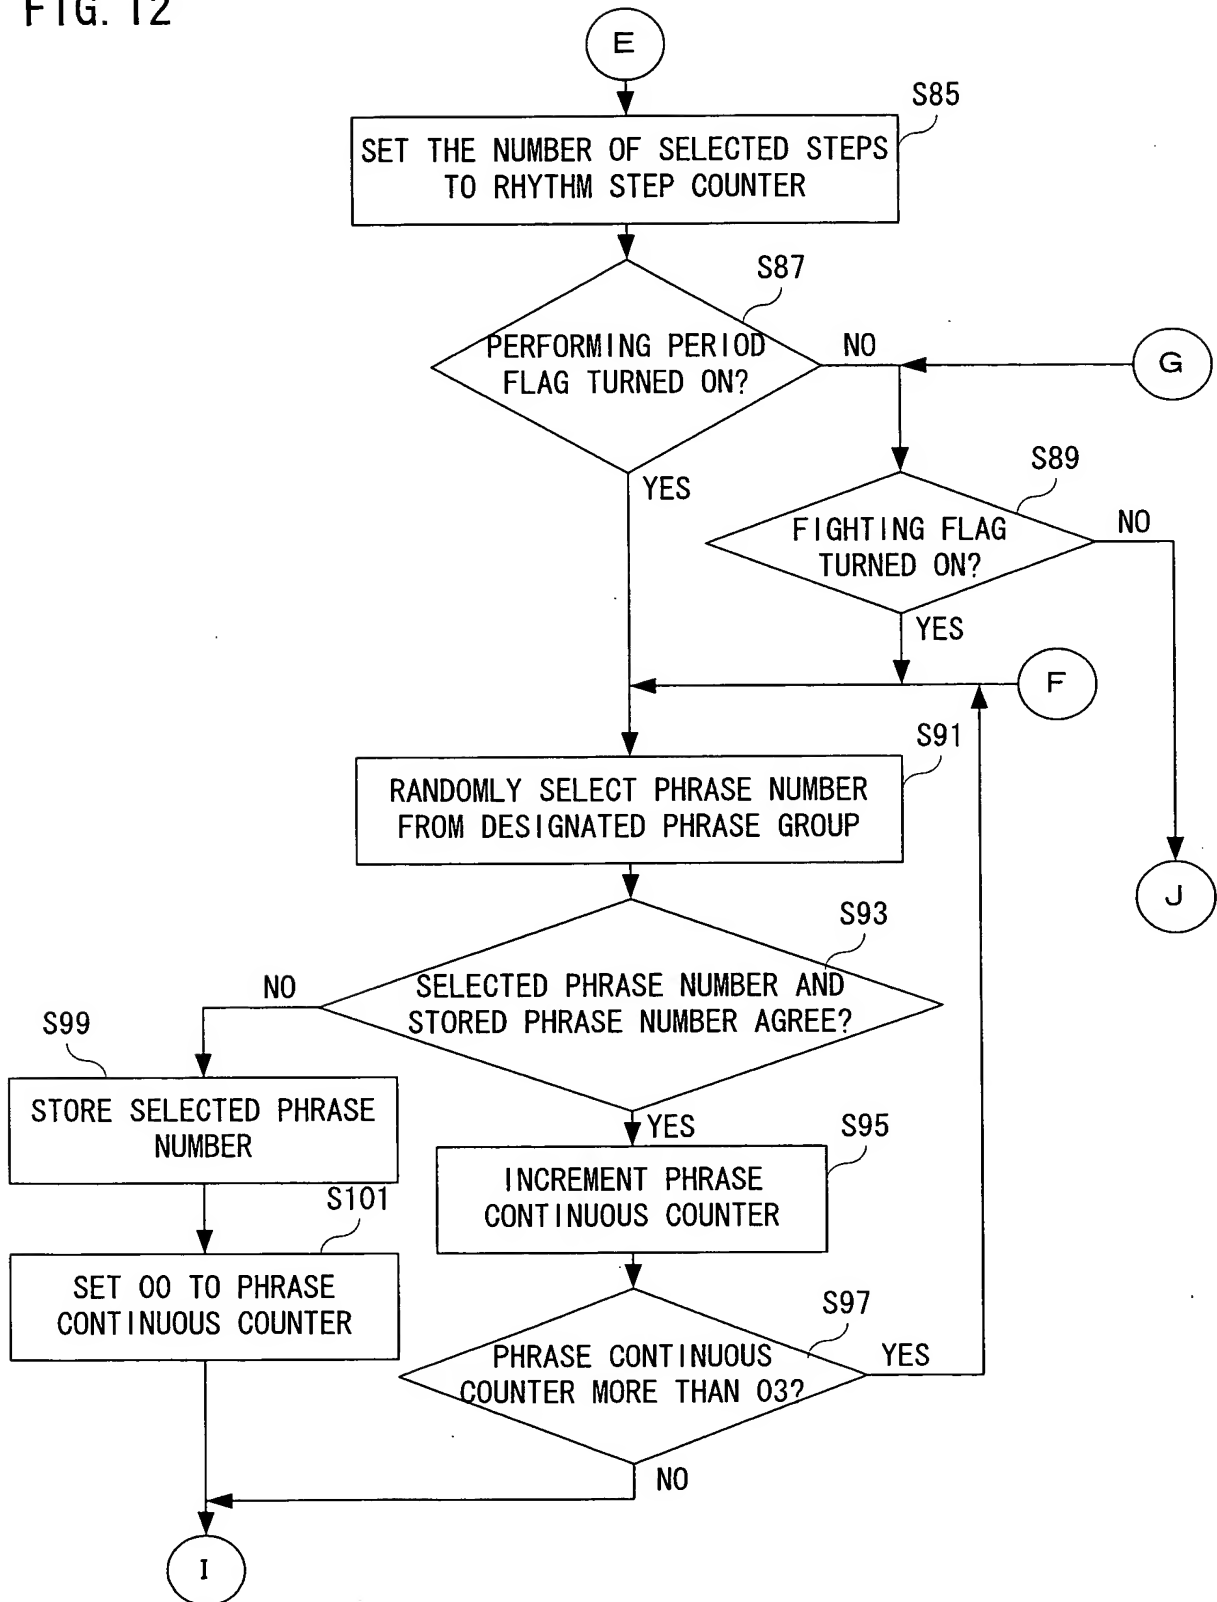 FIG. 12
E
S85
SET THE NUMBER OF SELECTED STEPS
TO RHYTHM STEP COUNTER
S87
PERFORMING PERIOD
FLAG TURNED ON?
NO
G
YES
S89
FIGHTING FLAG
TURNED ON?
NO
YES
F
S91
RANDOMLY SELECT PHRASE NUMBER
FROM DESIGNATED PHRASE GROUP
J
S93
SELECTED PHRASE NUMBER AND
STORED PHRASE NUMBER AGREE?
NO
S99
STORE SELECTED PHRASE
NUMBER
YES
S95
INCREMENT PHRASE
CONTINUOUS COUNTER
S101
SET 00 TO PHRASE
CONTINUOUS COUNTER
S97
PHRASE CONTINUOUS
COUNTER MORE THAN 03?
YES
NO
I